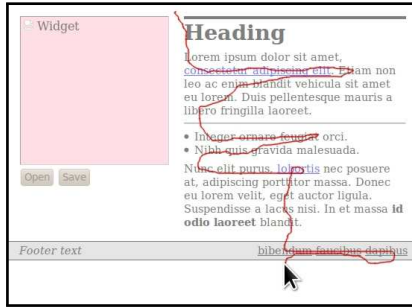 Widget
Open Save
Heading
Lorem ipsum dolor sit amet,
consectetur adipiscing elit. Etiam non
leo ac enim blandit vehicula sit amet
eu lorem. Duis pellentesque mauris a
libero fringilla laoreet.
Integer ornare feugiat orci.
Nibh quis gravida malesuada.
Nunc elit purus, lobortis nec posuere
at, adipiscing porttitor massa. Donec
eu lorem velit, eget auctor ligula.
Suspendisse a lacus nisi. In et massa id
odio laoreet blandit.
Footer text bibendum faucibus dapibus